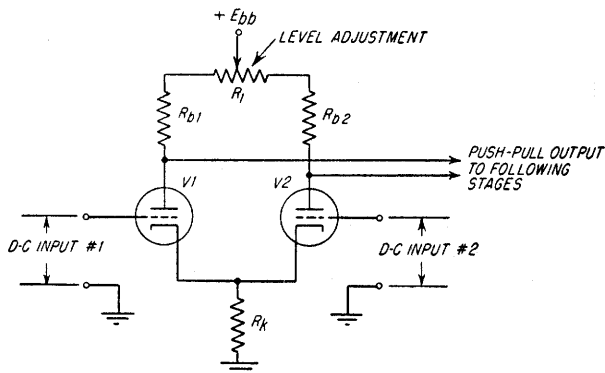 + Ebb
LEVEL ADJUSTMENT
R1
Rb1
Rb2
PUSH-PULL OUTPUT
TO FOLLOWING
STAGES
V1
V2
D-C INPUT #1
D-C INPUT #2
Rk